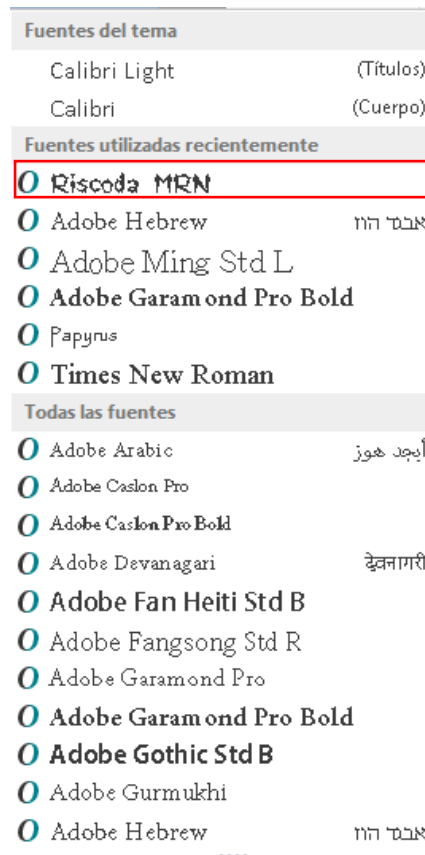 Fuentes del tema
Calibri Light (Títulos)
Calibri (Cuerpo)
Fuentes utilizadas recientemente
O Riscoda MRN
O Adobe Hebrew אבגד הוז
O Adobe Ming Std L
O Adobe Garamond Pro Bold
O Papyrus
O Times New Roman
Todas las fuentes
O Adobe Arabic أيجد هوز
O Adobe Caslon Pro
O Adobe Caslon Pro Bold
O Adobe Devanagari देवनागरी
O Adobe Fan Heiti Std B
O Adobe Fangsong Std R
O Adobe Garamond Pro
O Adobe Garamond Pro Bold
O Adobe Gothic Std B
O Adobe Gurmukhi
O Adobe Hebrew אבגד הוז